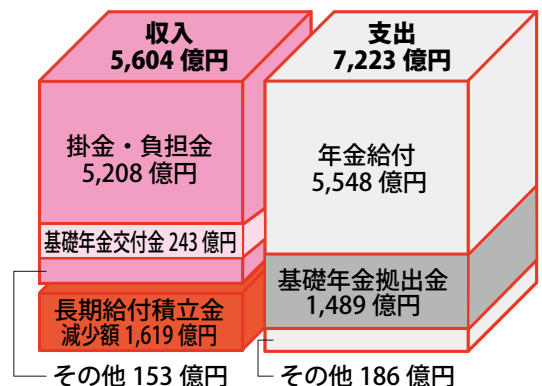 収入
5,604 億円
掛金・負担金
5,208 億円
基礎年金交付金 243 億円
長期給付積立金
減少額 1,619 億円
その他 153 億円
支出
7,223 億円
年金給付
5,548 億円
基礎年金拠出金
1,489 億円
その他 186 億円